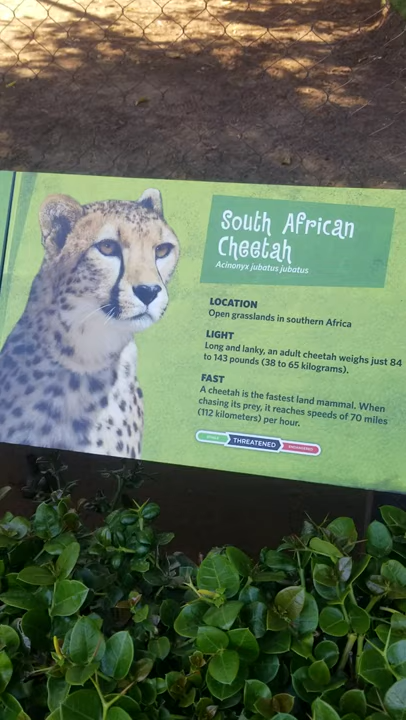 South African
Cheetah
Acinonyx jubatus jubatus
LOCATION
Open grasslands in southern Africa
LIGHT
Long and lanky, an adult cheetah weighs just 84
to 143 pounds (38 to 65 kilograms).
FAST
A cheetah is the fastest land mammal. When
chasing its prey, it reaches speeds of 70 miles
(112 kilometers) per hour.
THREATENED
ENDANGERED